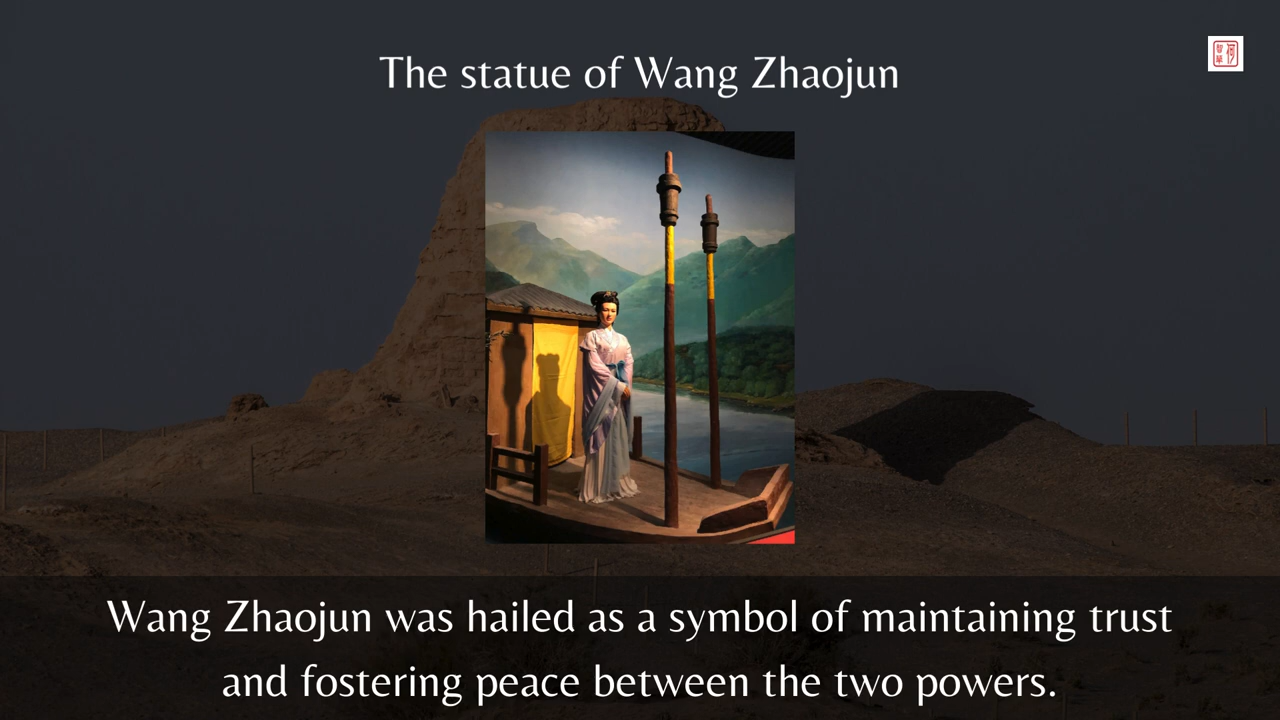 The statue of Wang Zhaojun
Wang Zhaojun was hailed as a symbol of maintaining trust
and fostering peace between the two powers.